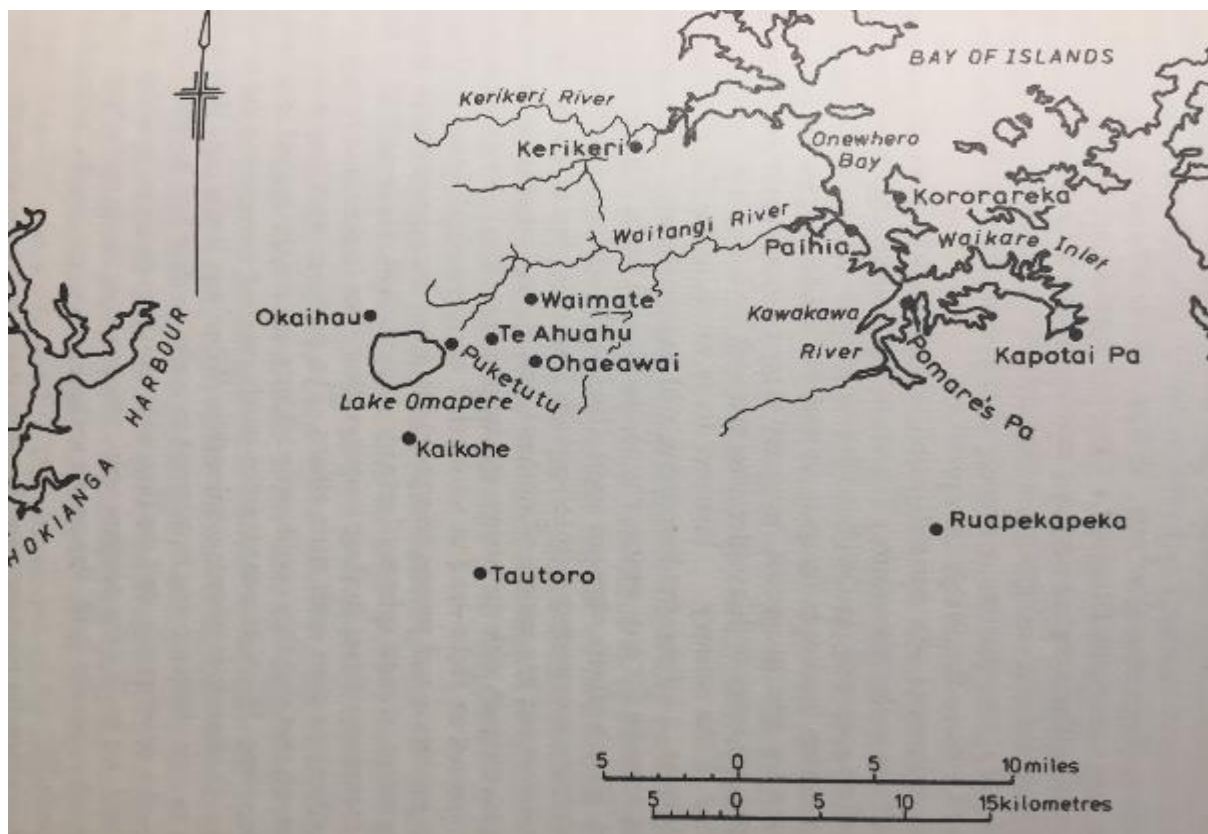 BAY OF ISLANDS
Kerikeri River
Kerikeri
Onewhero
Bay
Kororareka
Waitangi River
Paihia
Waikare Inlet
Waimate
Kawakawa
River
Okaihau
Te Ahuahu
Puketutu
Ohaeawai
Pomare's Pa
Kapotai Pa
Lake Omapere
HOKIANGA HARBOUR
Kaikohe
Ruapekapeka
Tautoro
5 0 5 10 miles
5 0 5 10 15 kilometres